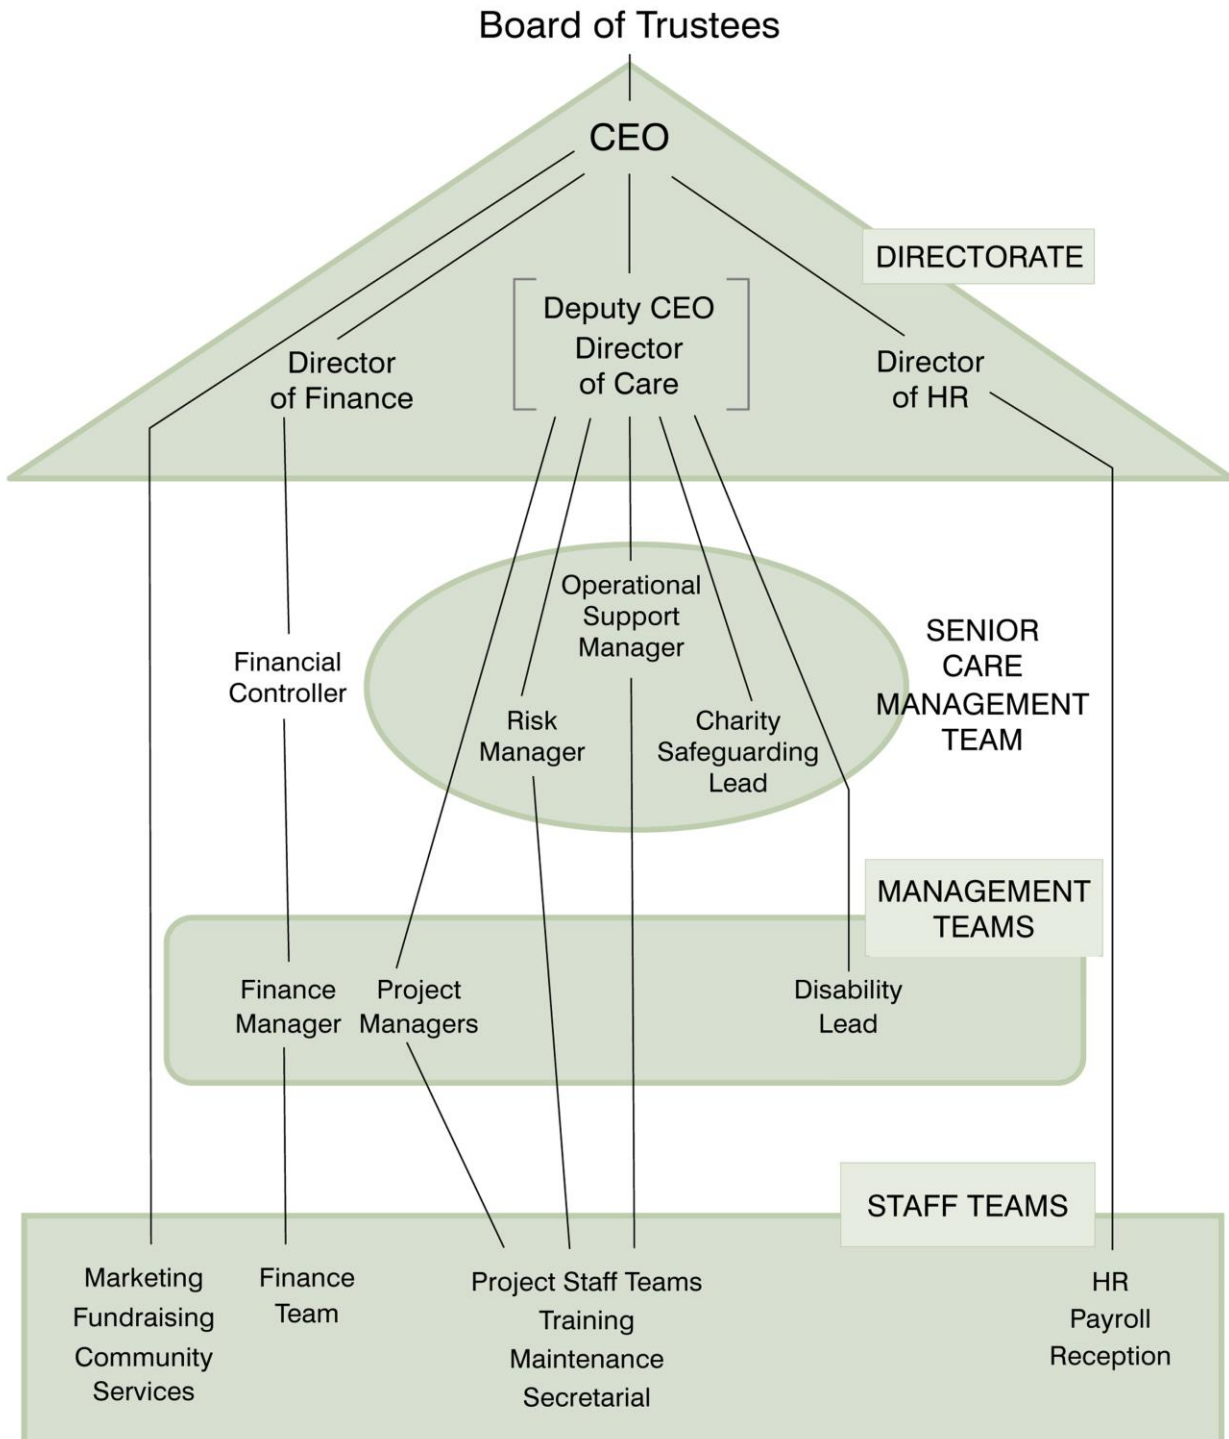 Board of Trustees
CEO
DIRECTORATE
Deputy CEO
Director
of Care
Director
of Finance
Director
of HR
Operational
Support
Manager
SENIOR
CARE
MANAGEMENT
TEAM
Financial
Controller
Risk
Manager
Charity
Safeguarding
Lead
MANAGEMENT
TEAMS
Finance
Manager
Project
Managers
Disability
Lead
STAFF TEAMS
Marketing
Fundraising
Community
Services
Finance
Team
Project Staff Teams
Training
Maintenance
Secretarial
HR
Payroll
Reception